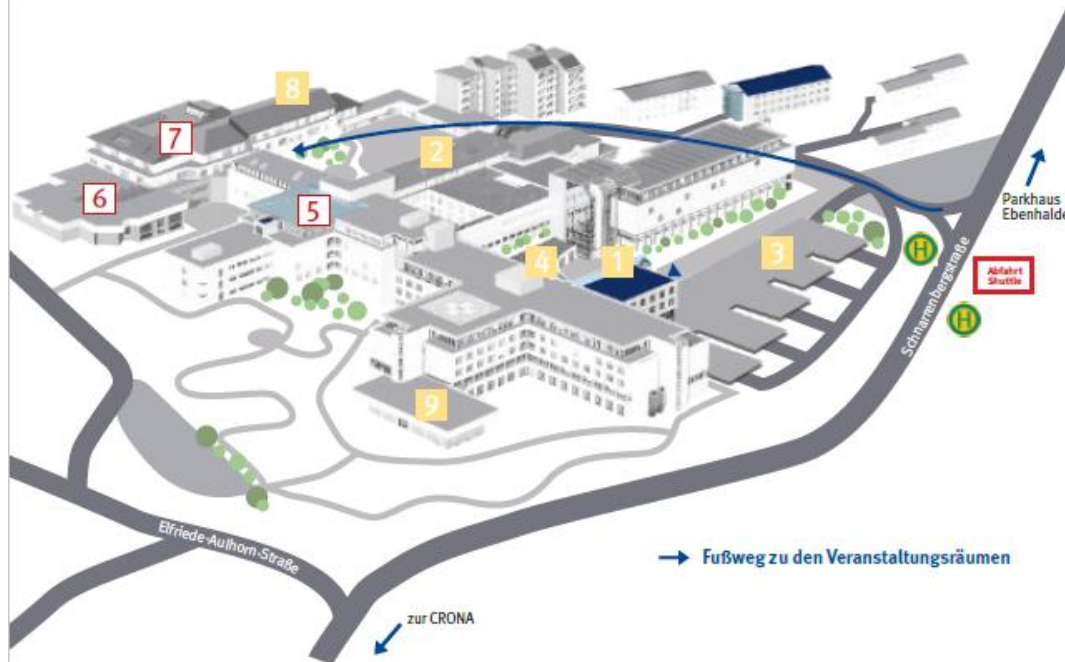 8
7
2
6
5
Parkhaus
Ebenhalde
4
1
3
H
Abfahrt
Shuttle
H
Schnarrenbergstraße
9
Elfriede-Aulhorn-Straße
Fußweg zu den Veranstaltungsräumen
zur CRONA